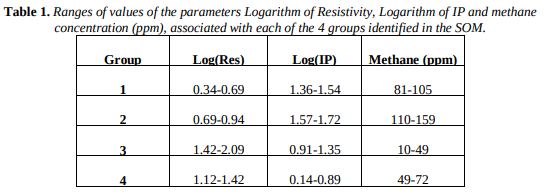 Table 1. Ranges of values of the parameters Logarithm of Resistivity, Logarithm of IP and methane
concentration (ppm), associated with each of the 4 groups identified in the SOM.
Group Log(Res) Log(IP) Methane (ppm)
1 0.34-0.69 1.36-1.54 81-105
2 0.69-0.94 1.57-1.72 110-159
3 1.42-2.09 0.91-1.35 10-49
4 1.12-1.42 0.14-0.89 49-72